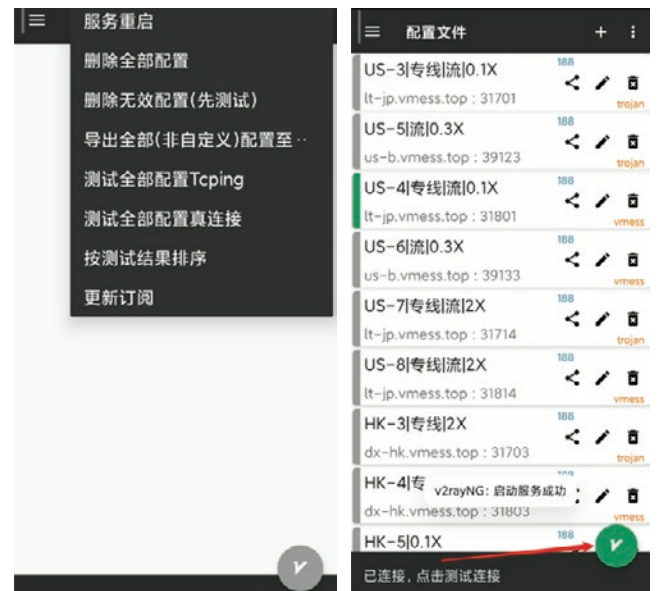 服务重启
删除全部配置
删除无效配置(先测试)
导出全部(非自定义)配置至…
测试全部配置Tcping
测试全部配置真连接
按测试结果排序
更新订阅
配置文件
US-3|专线|流|0.1X
188
lt-jp.vmess.top : 31701
trojan
US-5|流|0.3X
188
us-b.vmess.top : 39123
trojan
US-4|专线|流|0.1X
188
lt-jp.vmess.top : 31801
vmess
US-6|流|0.3X
188
us-b.vmess.top : 39133
vmess
US-7|专线|流|2X
188
lt-jp.vmess.top : 31714
trojan
US-8|专线|流|2X
188
lt-jp.vmess.top : 31814
vmess
HK-3|专线|2X
188
dx-hk.vmess.top : 31703
trojan
HK-4|专
v2rayNG: 启动服务成功
dx-hk.vmess.top : 31803
vmess
HK-5|0.1X
188
已连接, 点击测试连接